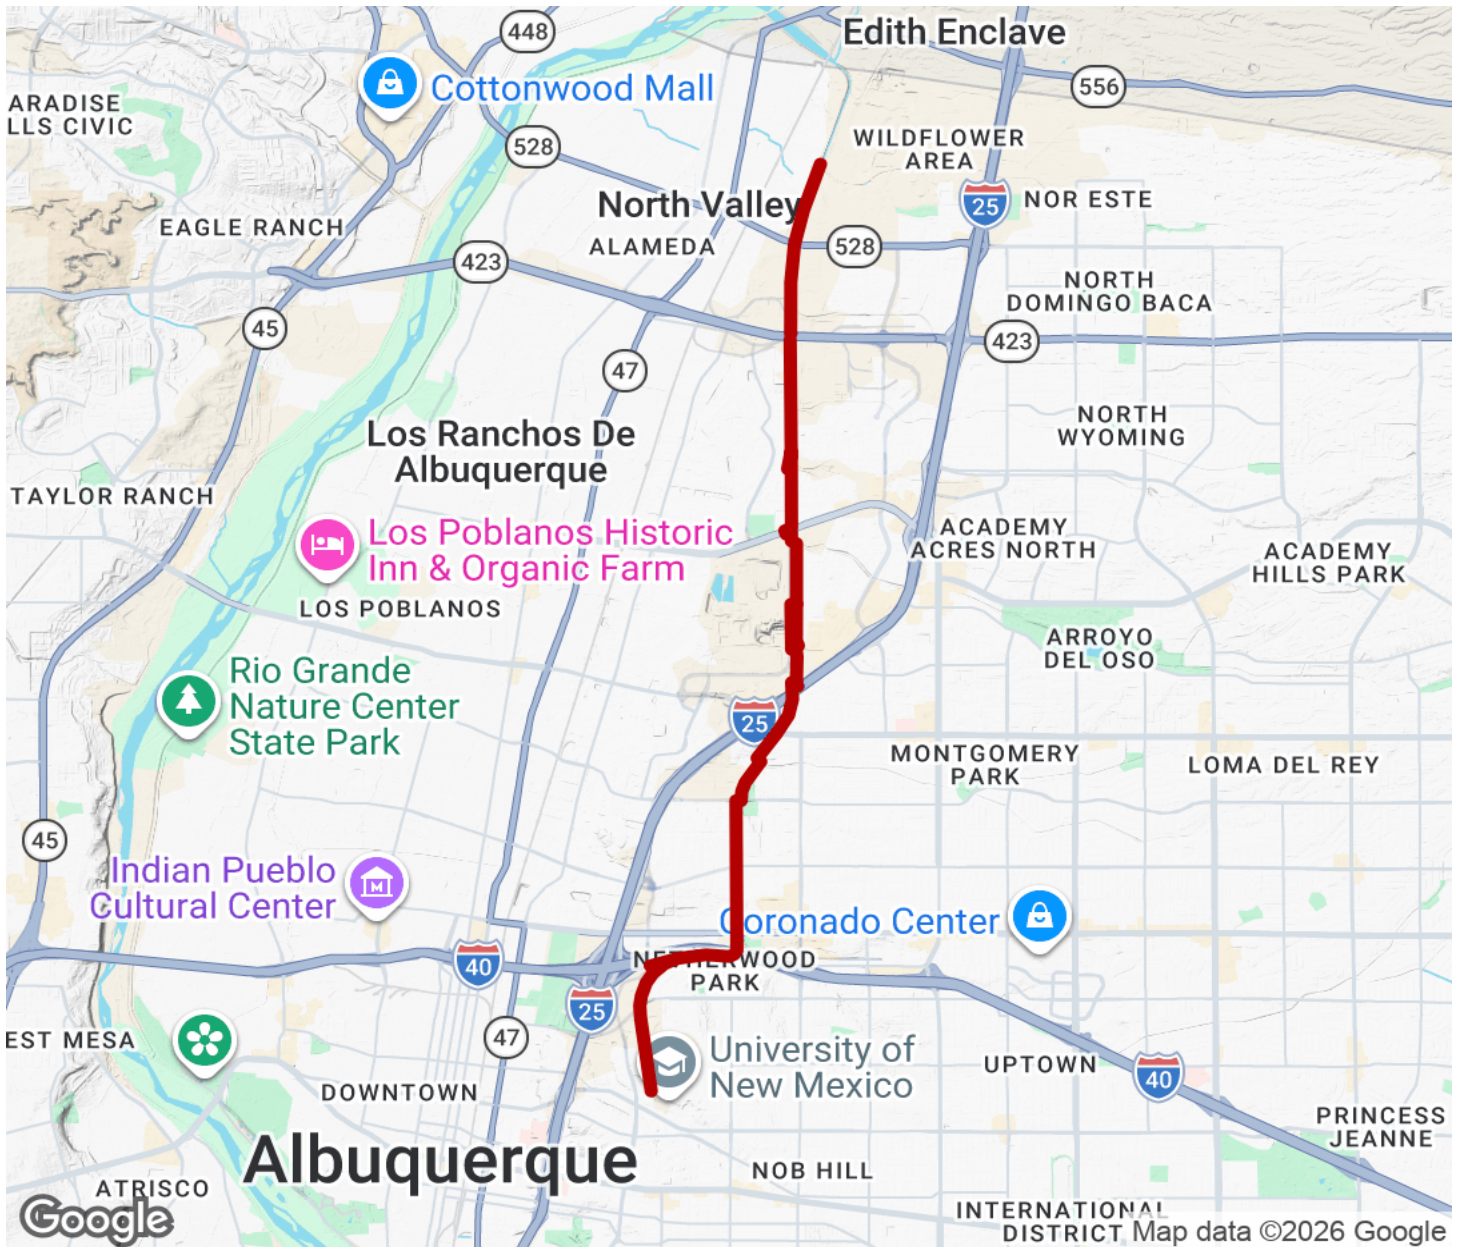 448
Edith Enclave
Cottonwood Mall
556
ARADISE
LLS CIVIC
528
WILDFLOWER
AREA
North Valley
25
NOR ESTE
EAGLE RANCH
ALAMEDA
528
423
NORTH
DOMINGO BACA
45
423
47
NORTH
WYOMING
Los Ranchos De
Albuquerque
TAYLOR RANCH
Los Poblanos Historic
Inn & Organic Farm
ACADEMY
ACRES NORTH
ACADEMY
HILLS PARK
LOS POBLANOS
ARROYO
DEL OSO
Rio Grande
Nature Center
State Park
25
MONTGOMERY
PARK
LOMA DEL REY
45
Indian Pueblo
Cultural Center
Coronado Center
40
NETHERWOOD
PARK
25
EST MESA
47
University of
New Mexico
UPTOWN
40
DOWNTOWN
PRINCESS
JEANNE
Albuquerque
NOB HILL
ATRISCO
INTERNATIONAL
DISTRICT
Google
Map data ©2026 Google